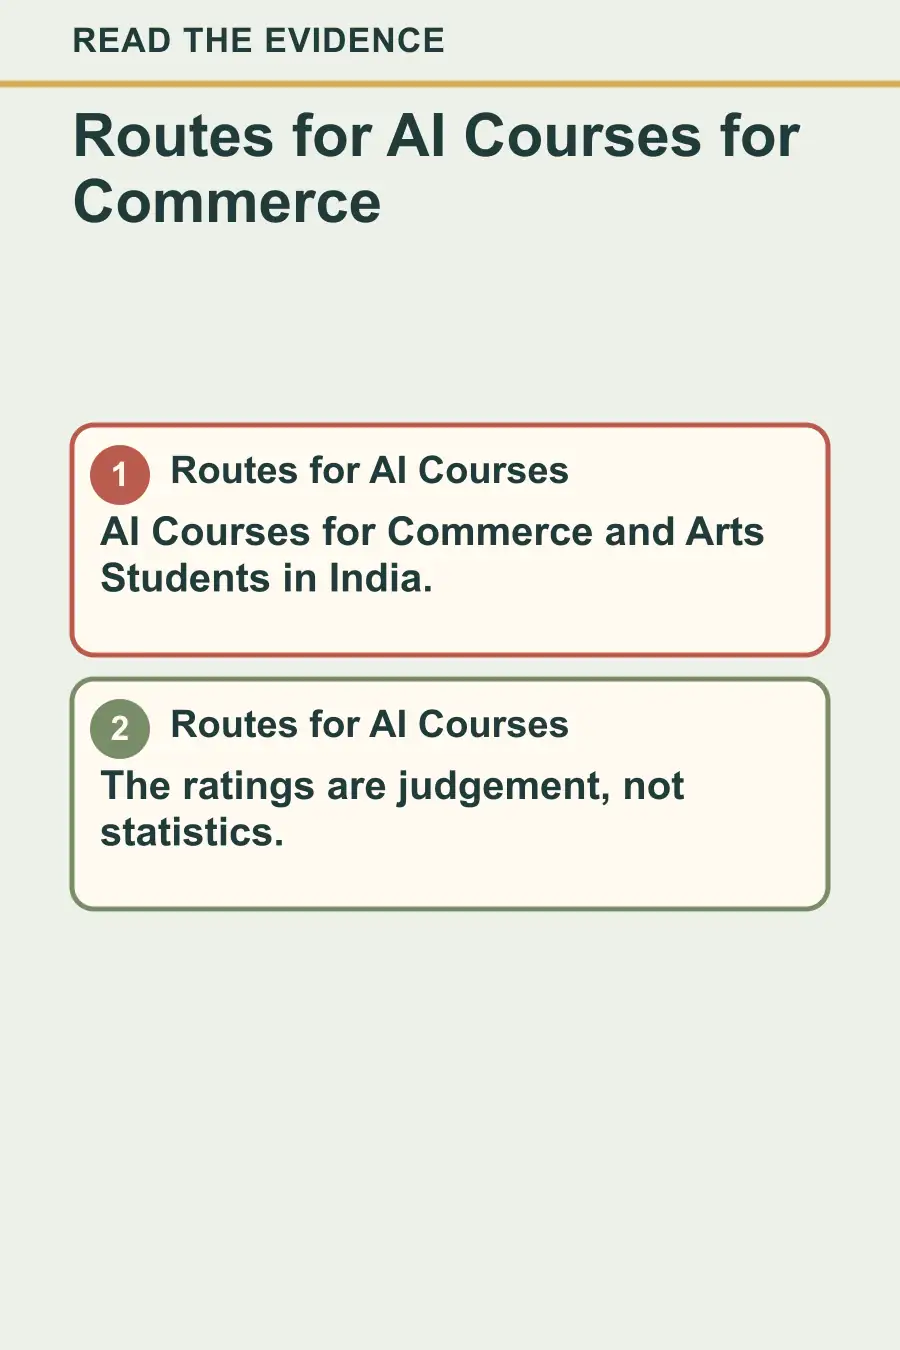 READ THE EVIDENCE
Routes for AI Courses for
Commerce
1 Routes for AI Courses
AI Courses for Commerce and Arts
Students in India.
2 Routes for AI Courses
The ratings are judgement, not
statistics.